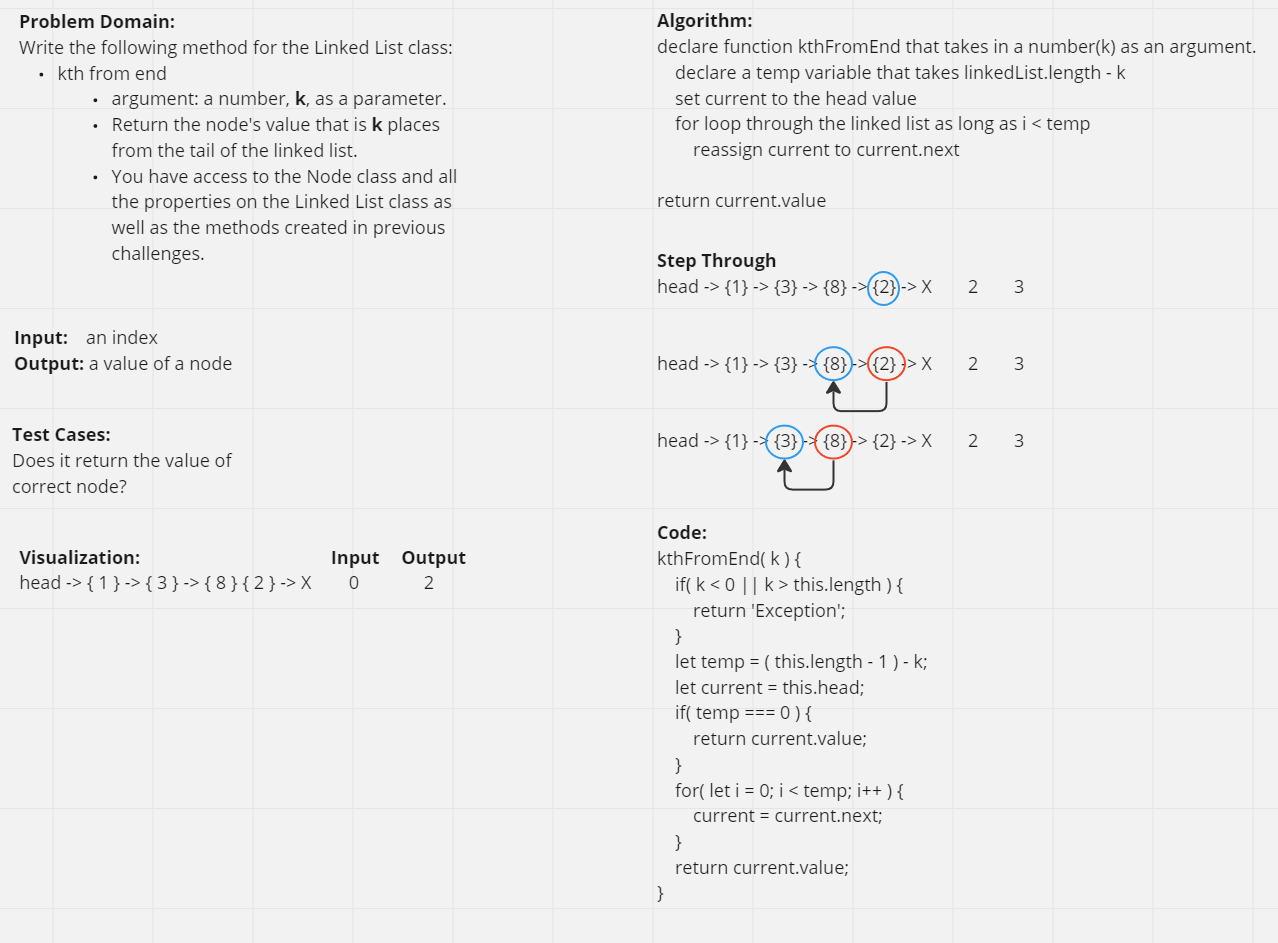 Problem Domain:
Write the following method for the Linked List class:
• kth from end
• argument: a number, k, as a parameter.
• Return the node's value that is k places
from the tail of the linked list.
• You have access to the Node class and all
the properties on the Linked List class as
well as the methods created in previous
challenges.
Input: an index
Output: a value of a node
Test Cases:
Does it return the value of
correct node?
Visualization: Input Output
head -> { 1 } -> { 3 } -> { 8 } { 2 } -> X 0 2
Algorithm:
declare function kthFromEnd that takes in a number(k) as an argument.
declare a temp variable that takes linkedList.length - k
set current to the head value
for loop through the linked list as long as i < temp
reassign current to current.next
return current.value
Step Through
head -> {1} -> {3} -> {8} -> {2} -> X 2 3
head -> {1} -> {3} -> {8} -> {2} -> X 2 3
head -> {1} -> {3} -> {8} -> {2} -> X 2 3
Code:
kthFromEnd( k ) {
if( k < 0 || k > this.length ) {
return 'Exception';
}
let temp = ( this.length - 1 ) - k;
let current = this.head;
if( temp === 0 ) {
return current.value;
}
for( let i = 0; i < temp; i++ ) {
current = current.next;
}
return current.value;
}